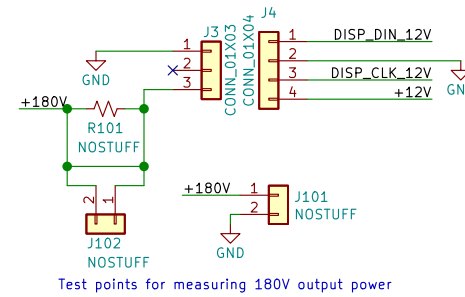 J3
CONN_01X03
1
2
3
GND
J4
CONN_01X04
1
2
3
4
DISP_DIN_12V
DISP_CLK_12V
+12V
GN
+180V
R101
NOSTUFF
2
1
J102
NOSTUFF
+180V
1
2
J101
NOSTUFF
GND
Test points for measuring 180V output power